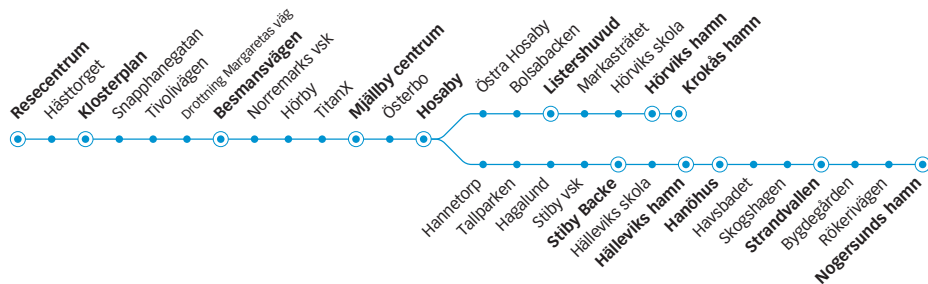 Resecentrum
Hästtorget
Klosterplan
Snapphanegatan
Tivolivägen
Drottning Margaretas väg
Besmansvägen
Norremarks vsk
Hörby
TitanX
Mjällby centrum
Österbo
Hosaby
Östra Hosaby
Bolsabacken
Listershuvud
Markasträtet
Hörviks skola
Hörviks hamn
Krokås hamn
Hannetorp
Tallparken
Hagalund
Stiby vsk
Stiby Backe
Hälleviks skola
Hälleviks hamn
Hanöhus
Havsbadet
Skogshagen
Strandvallen
Bygdegården
Rökerivägen
Nogersunds hamn